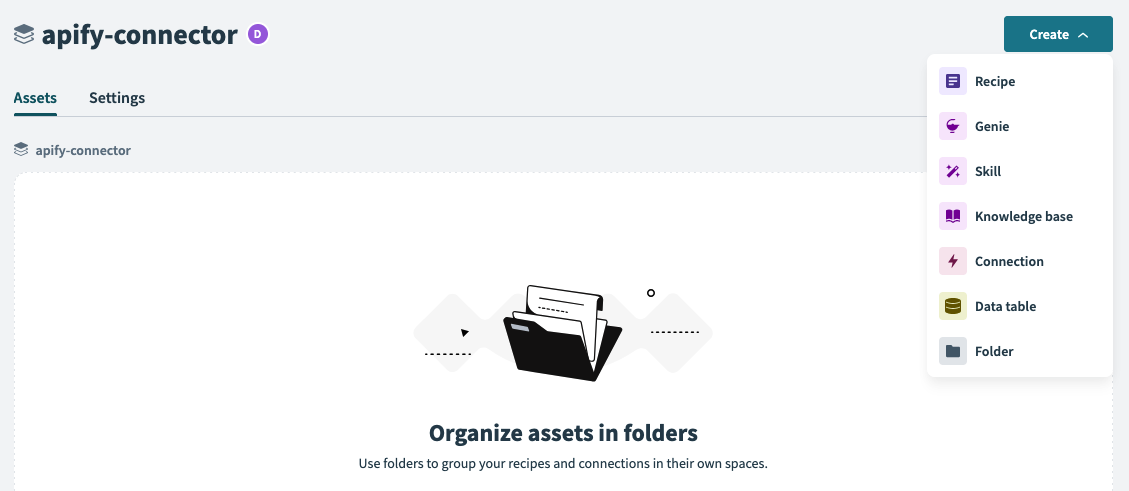 apify-connector D
Create
Assets Settings
apify-connector
Recipe
Genie
Skill
Knowledge base
Connection
Data table
Folder
Organize assets in folders
Use folders to group your recipes and connections in their own spaces.